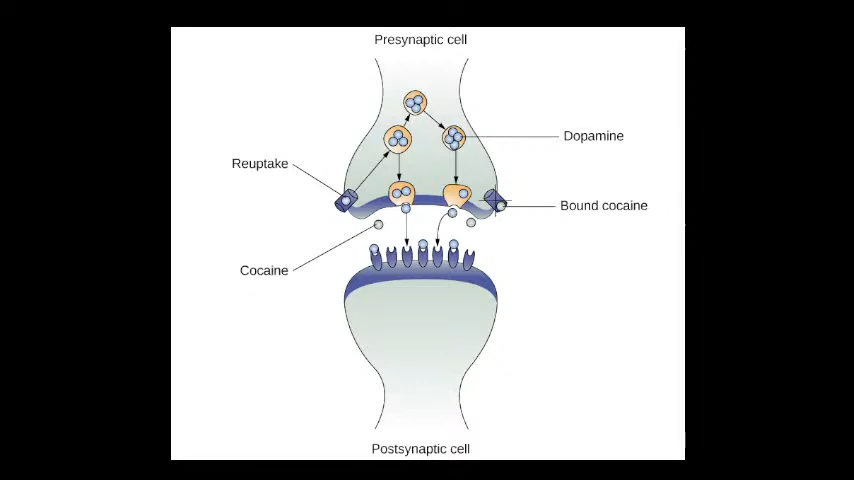 Presynaptic cell
Dopamine
Reuptake
Bound cocaine
Cocaine
Postsynaptic cell